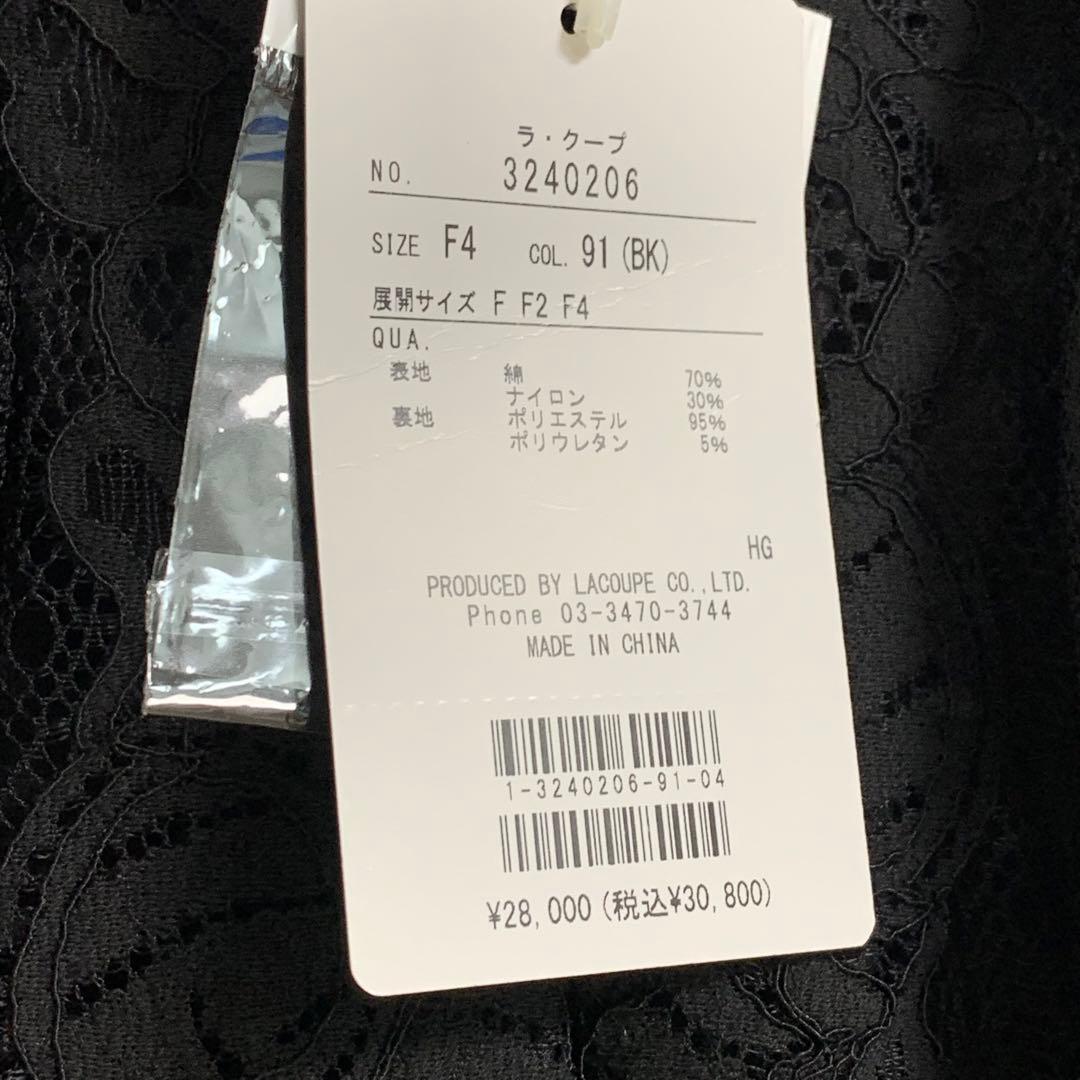 ラ・クープ
NO. 3240206
SIZE F4 COL. 91 (BK)
展開サイズ F F2 F4
QUA.
表地 綿 70%
ナイロン 30%
裏地 ポリエステル 95%
ポリウレタン 5%
HG
PRODUCED BY LACOUPE CO.,LTD.
Phone 03-3470-3744
MADE IN CHINA
1-3240206-91-04
¥28,000 (税込¥30,800)